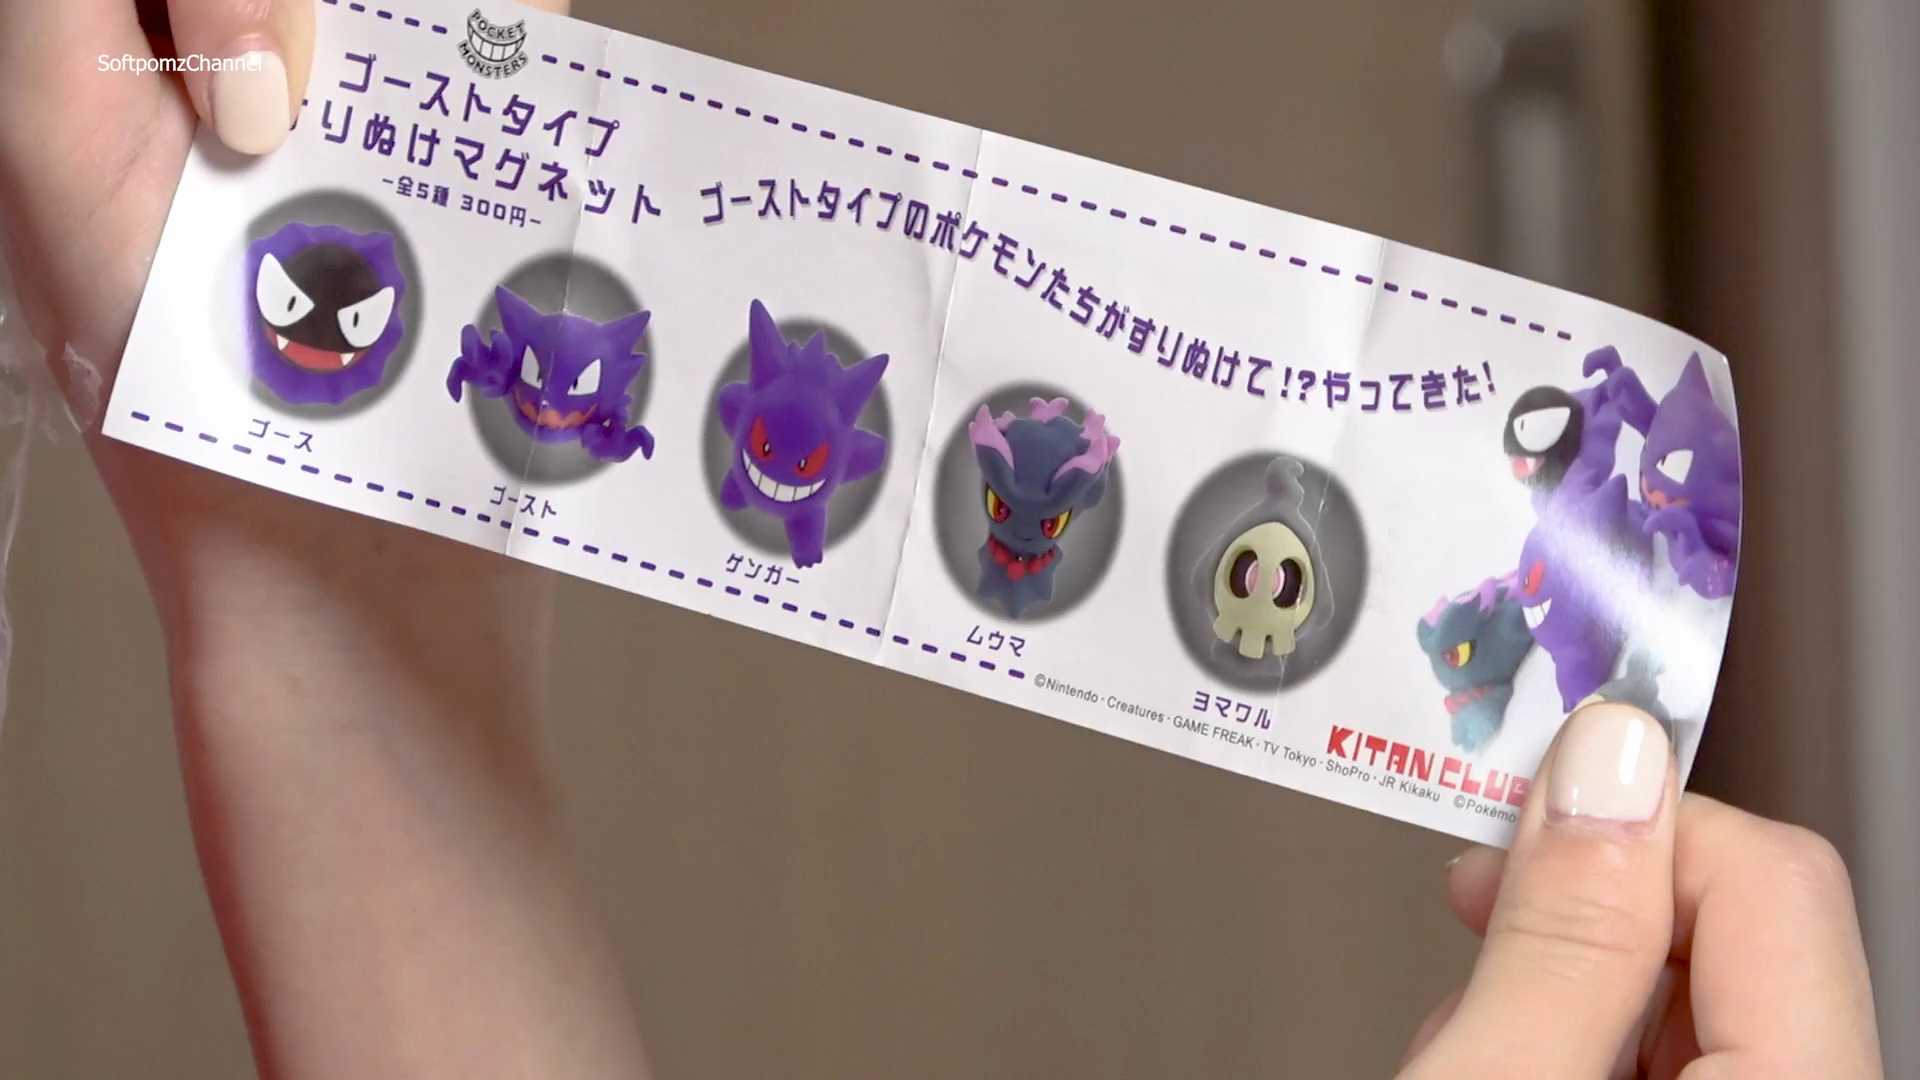 SoftpomzChannel
POCKET MONSTERS
ゴーストタイプ
りぬけマグネット
-全5種 300円-
ゴーストタイプのポケモンたちがすりぬけて!?やってきた!
ゴース
ゴースト
ゲンガー
ムウマ
ヨマワル
©Nintendo・Creatures・GAME FREAK・TV Tokyo・ShoPro・JR Kikaku ©Pokémo
KITAN CLUB